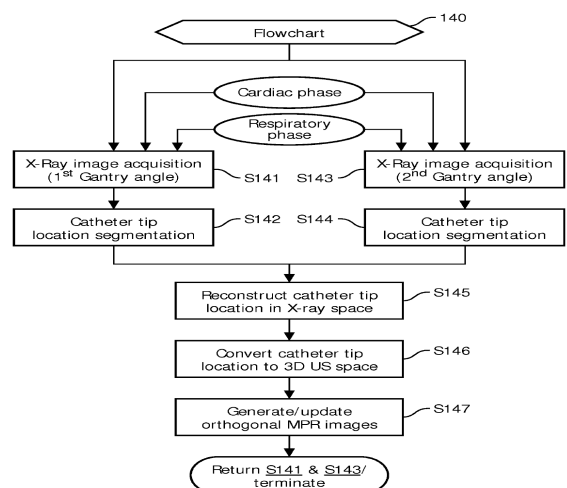 140
Flowchart
Cardiac phase
Respiratory
phase
X-Ray image acquisition
(1st Gantry angle)
S141
S143
X-Ray image acquisition
(2nd Gantry angle)
Catheter tip
location segmentation
S142
S144
Catheter tip
location segmentation
Reconstruct catheter tip
location in X-ray space
S145
Convert catheter tip
location to 3D US space
S146
Generate/update
orthogonal MPR images
S147
Return S141 & S143/
terminate